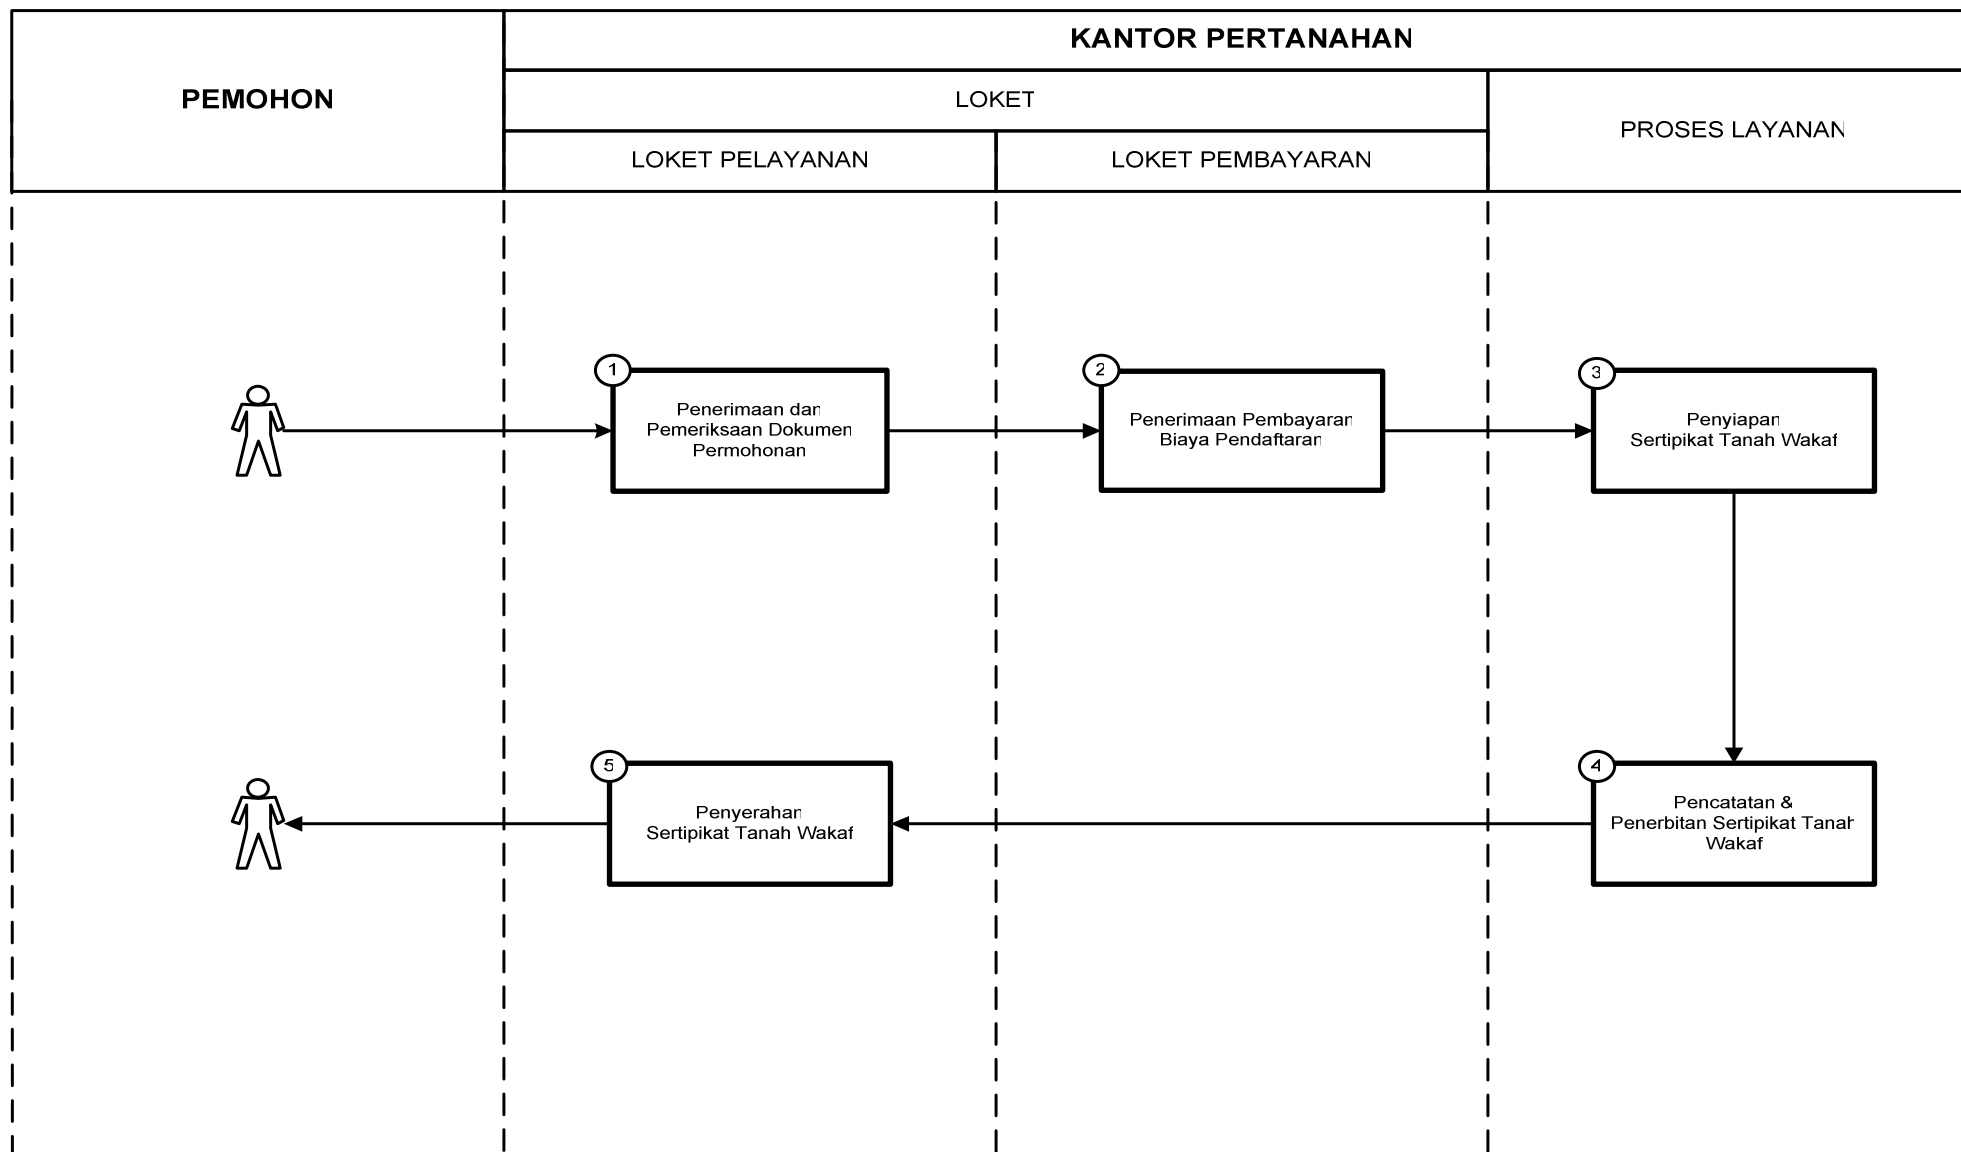 KANTOR PERTANAHAN
PEMOHON
LOKET
PROSES LAYANAN
LOKET PELAYANAN
LOKET PEMBAYARAN
1
Penerimaan dan
Pemeriksaan Dokumen
Permohonan
2
Penerimaan Pembayaran
Biaya Pendaftaran
3
Penyiapan
Sertipikat Tanah Wakaf
4
Pencatatan &
Penerbitan Sertipikat Tanah
Wakaf
5
Penyerahan
Sertipikat Tanah Wakaf